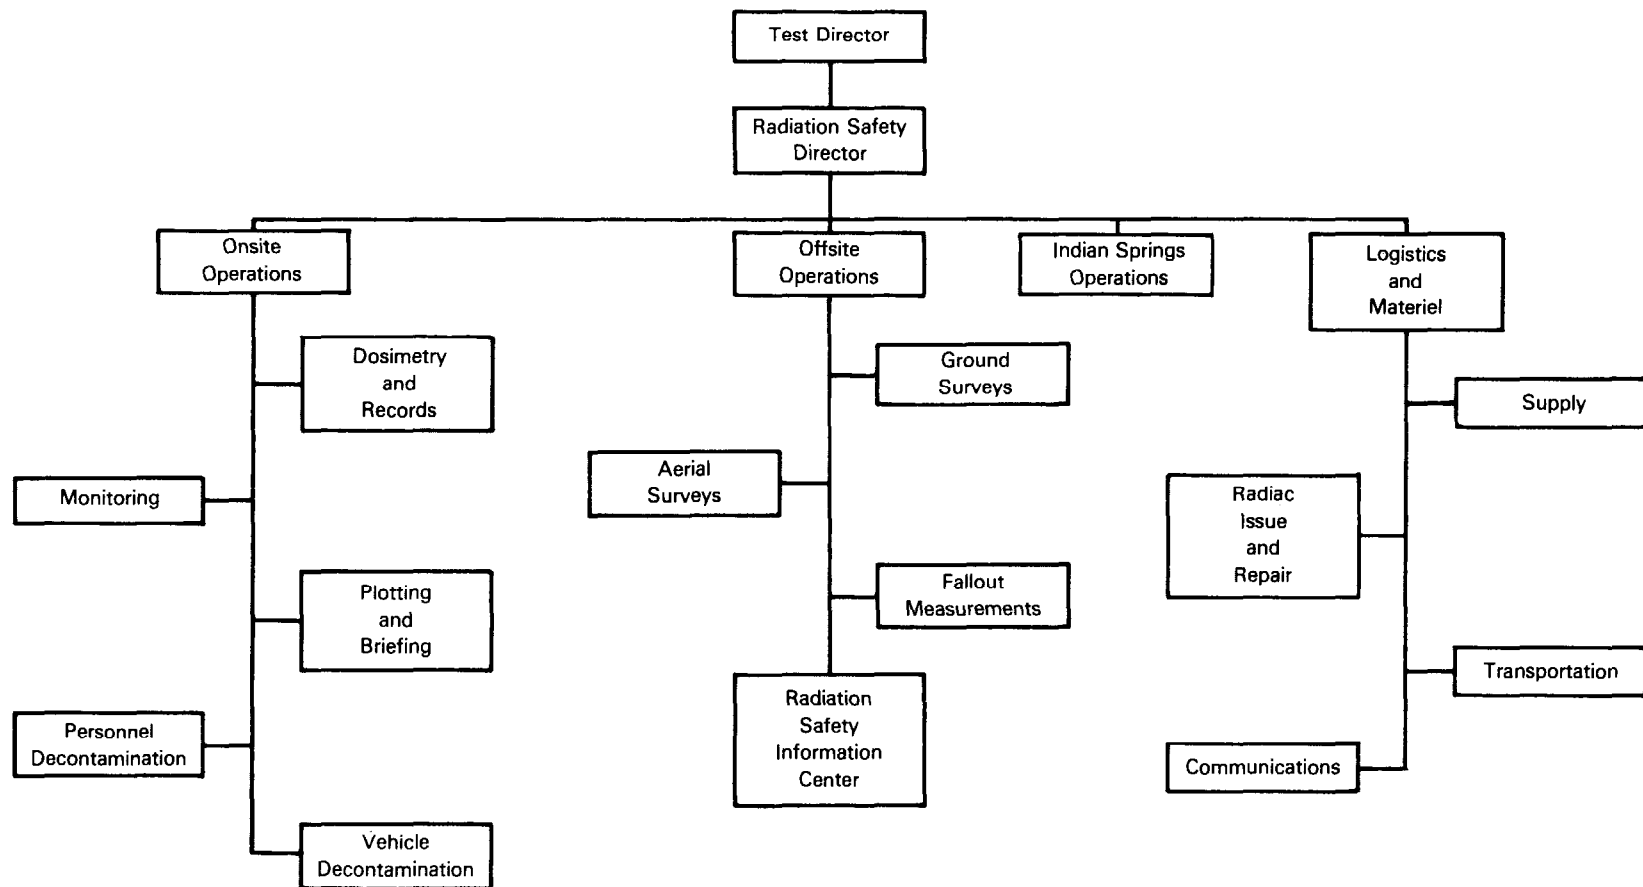 Test Director
Radiation Safety
Director
Onsite
Operations
Offsite
Operations
Indian Springs
Operations
Logistics
and
Materiel
Dosimetry
and
Records
Ground
Surveys
Supply
Monitoring
Aerial
Surveys
Radiac
Issue
and
Repair
Plotting
and
Briefing
Fallout
Measurements
Personnel
Decontamination
Radiation
Safety
Information
Center
Transportation
Communications
Vehicle
Decontamination